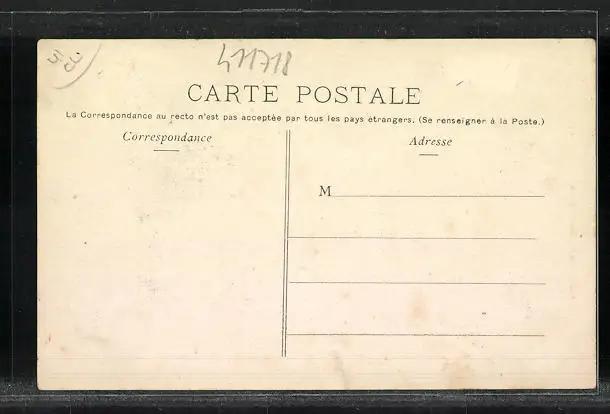 411718
CARTE POSTALE
La Correspondance au recto n'est pas acceptée par tous les pays étrangers. (Se renseigner à la Poste.)
Correspondance
Adresse
M